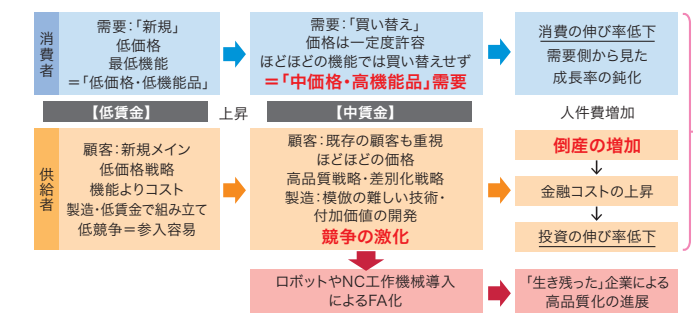 消費者
需要:「新規」
低価格
最低機能
＝「低価格・低機能品」
需要:「買い替え」
価格は一定度許容
ほどほどの機能では買い替えせず
＝「中価格・高機能品」需要
消費の伸び率低下
需要側から見た
成長率の鈍化
【低賃金】
上昇
【中賃金】
人件費増加
供給者
顧客:新規メイン
低価格戦略
機能よりコスト
製造・低賃金で組み立て
低競争＝参入容易
顧客:既存の顧客も重視
ほどほどの価格
高品質戦略・差別化戦略
製造:模倣の難しい技術・
付加価値の開発
競争の激化
倒産の増加
金融コストの上昇
投資の伸び率低下
ロボットやNC工作機械導入
によるFA化
「生き残った」企業による
高品質化の進展